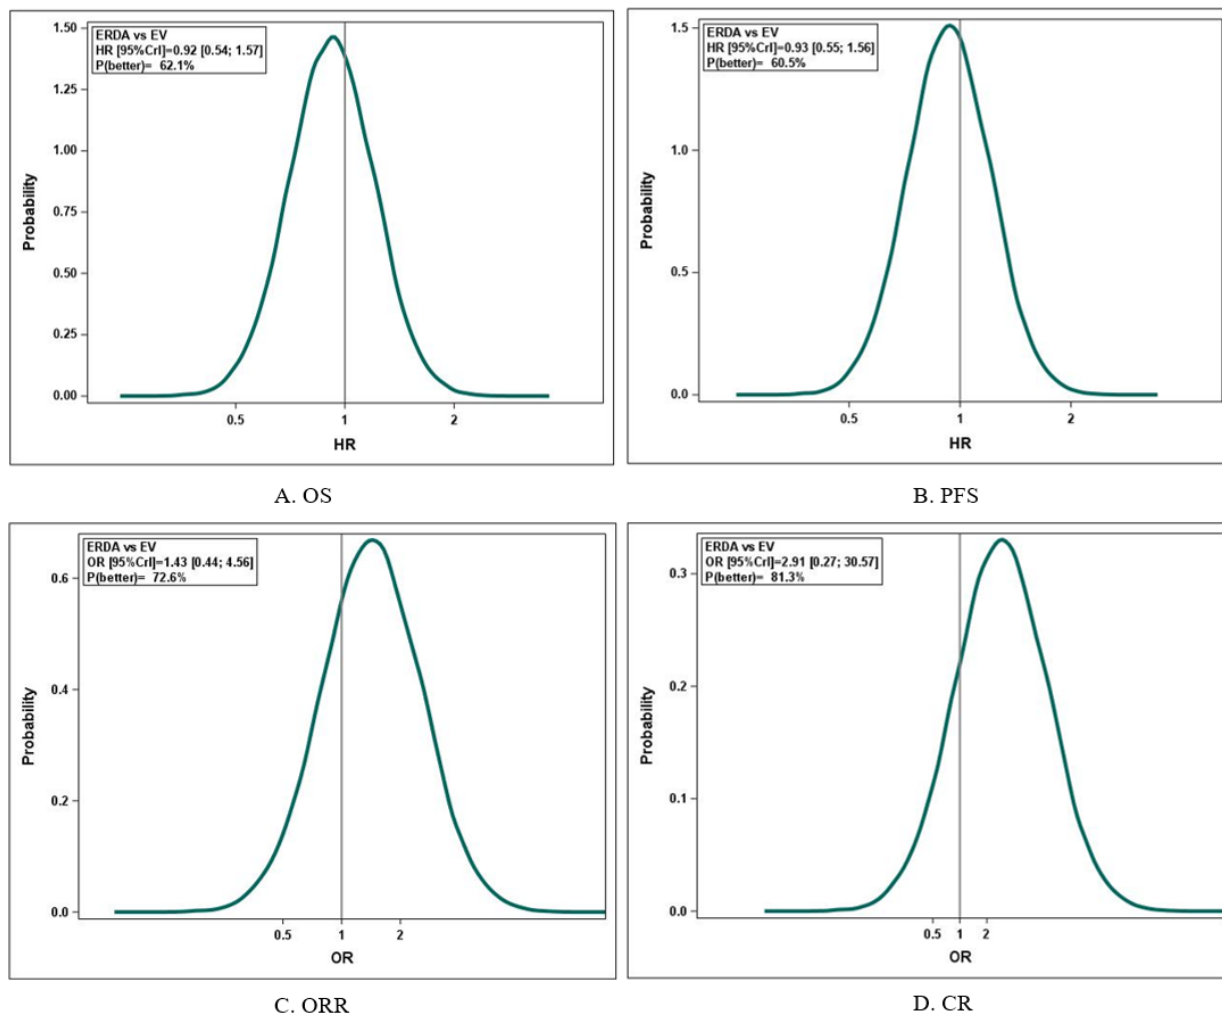 ERDA vs EV
HR [95%CrI]=0.92 [0.54; 1.57]
P(better)= 62.1%
1.50
1.25
1.00
0.75
0.50
0.25
0.00
Probability
0.5 1 2
HR
A. OS
ERDA vs EV
HR [95%CrI]=0.93 [0.55; 1.56]
P(better)= 60.5%
1.5
1.0
0.5
0.0
Probability
0.5 1 2
HR
B. PFS
ERDA vs EV
OR [95%CrI]=1.43 [0.44; 4.56]
P(better)= 72.6%
0.6
0.4
0.2
0.0
Probability
0.5 1 2
OR
C. ORR
ERDA vs EV
OR [95%CrI]=2.91 [0.27; 30.57]
P(better)= 81.3%
0.3
0.2
0.1
0.0
Probability
0.5 1 2
OR
D. CR